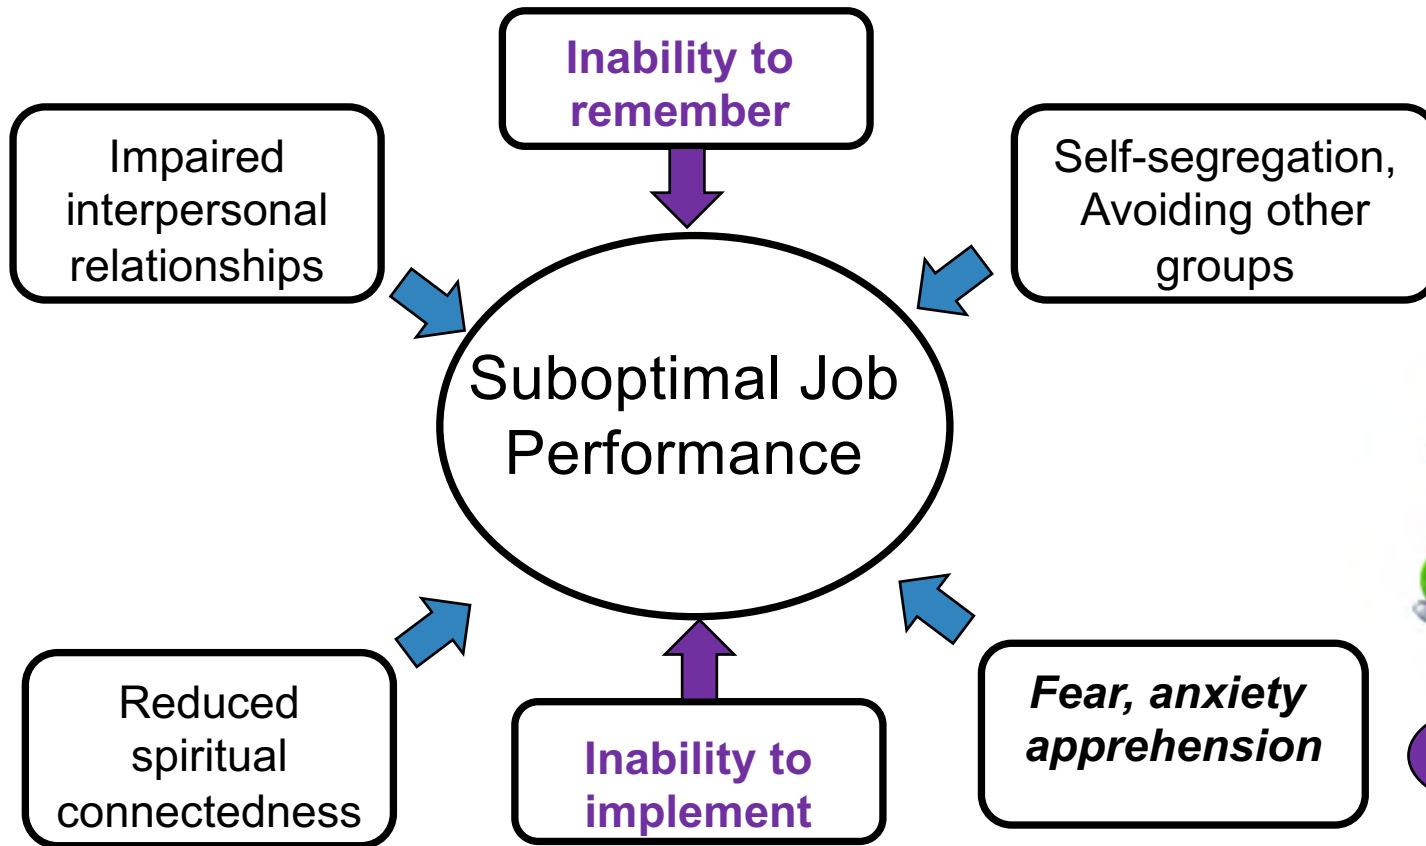 Inability to
remember
Impaired
interpersonal
relationships
Self-segregation,
Avoiding other
groups
Suboptimal Job
Performance
Reduced
spiritual
connectedness
Inability to
implement
Fear, anxiety
apprehension